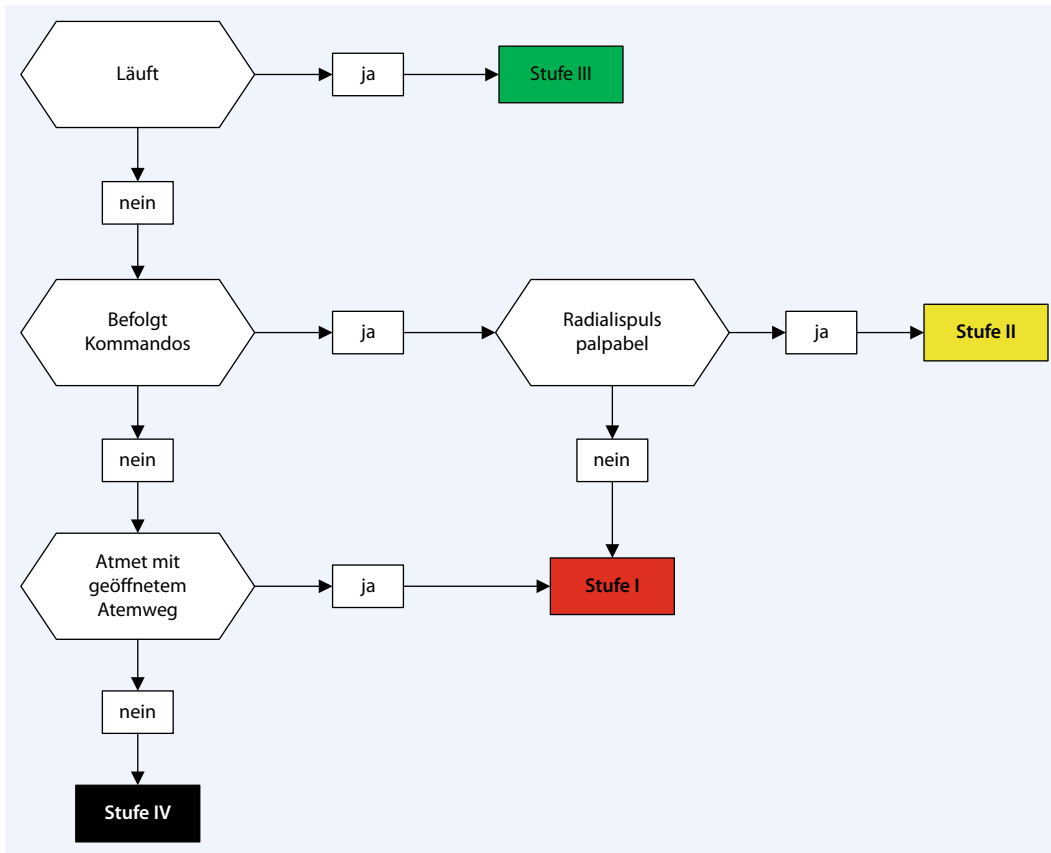 Läuft
ja
Stufe III
nein
Befolgt
Kommandos
ja
Radialispuls
palpabel
ja
Stufe II
nein
nein
Atmet mit
geöffnetem
Atemweg
ja
Stufe I
nein
Stufe IV